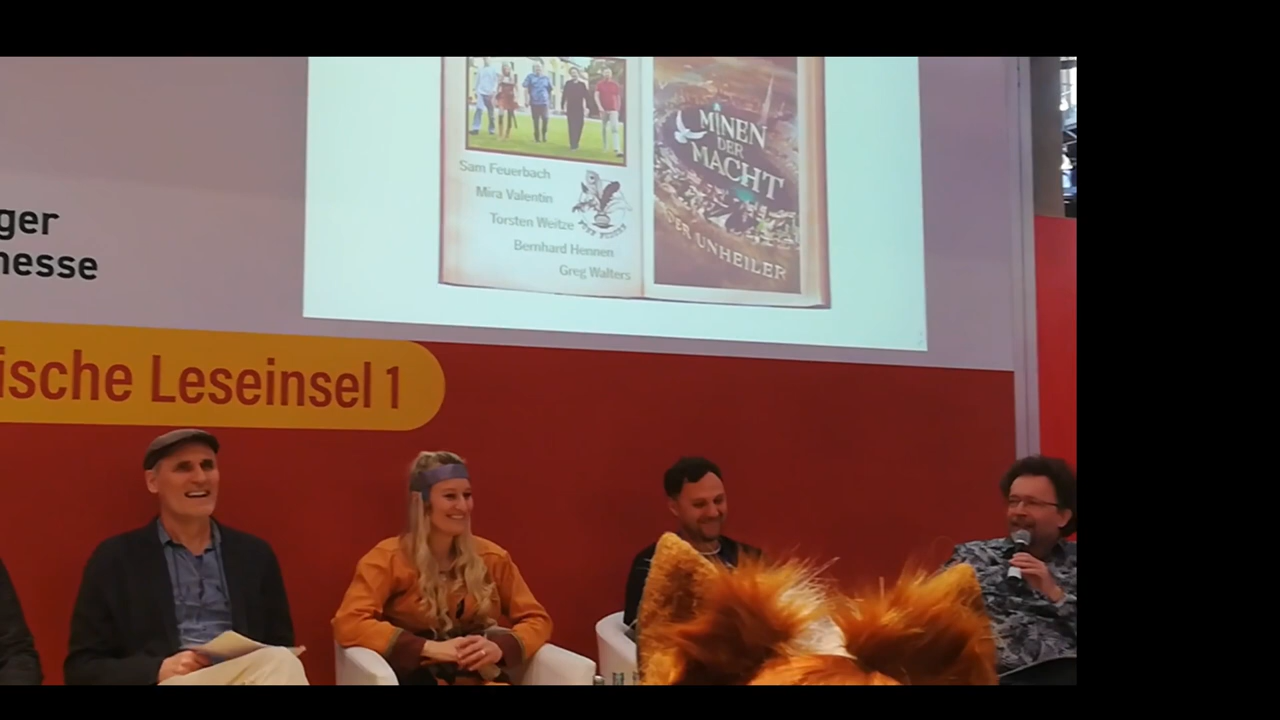 ger
nesse
ische Leseinsel 1
Sam Feuerbach
Mira Valentin
Torsten Weitze
Bernhard Hennen
Greg Walters
MINEN
DER
MACHT
DER UNHEILER